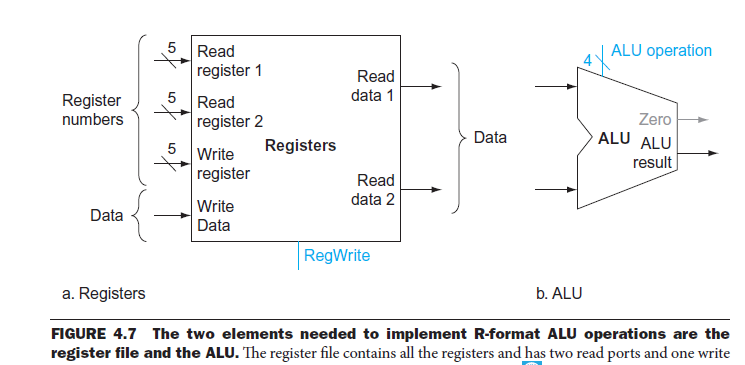 5
Read
register 1
Read
data 1
Register
numbers
5
Read
register 2
Registers
5
Write
register
Read
data 2
Data
Write
Data
RegWrite
Data
4
ALU operation
Zero
ALU
ALU
result
a. Registers
b. ALU
FIGURE 4.7 The two elements needed to implement R-format ALU operations are the
register file and the ALU. The register file contains all the registers and has two read ports and one write